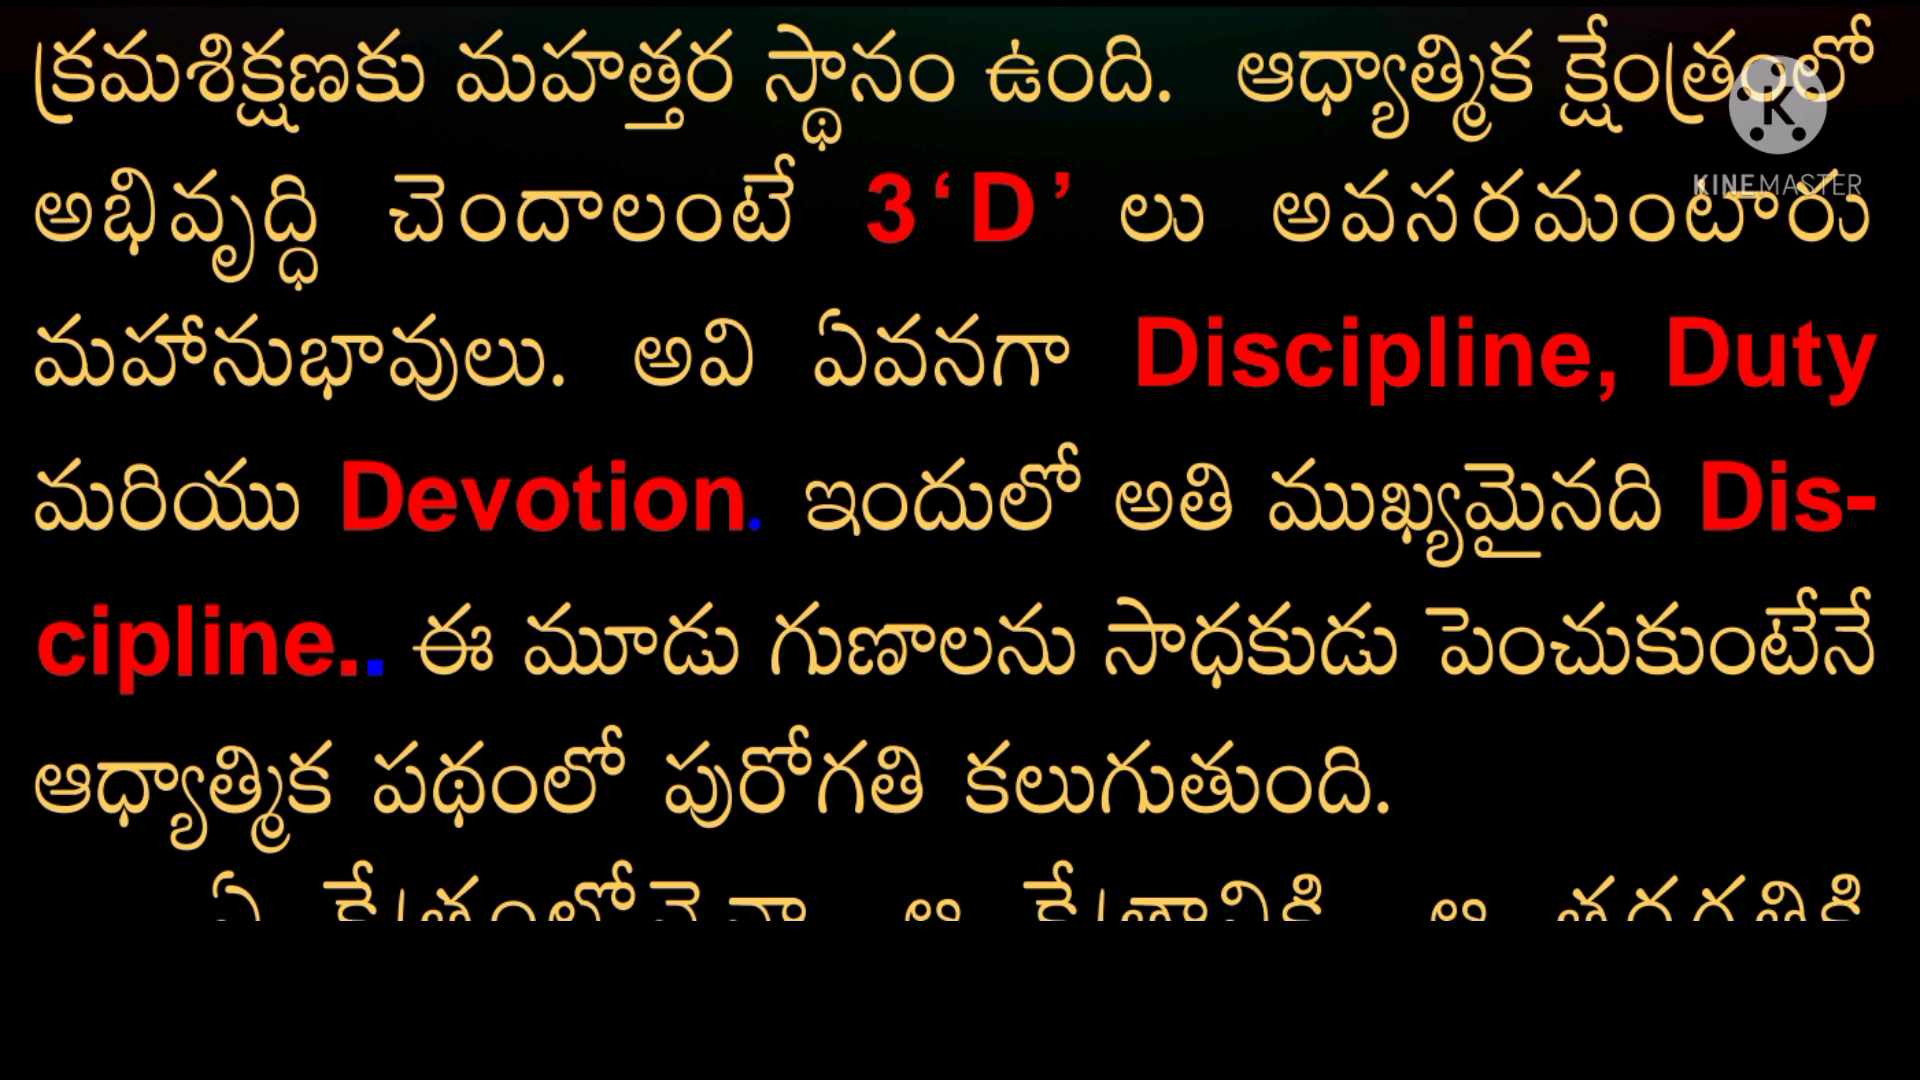 క్రమశిక్షణకు మహత్తర స్థానం ఉంది. ఆధ్యాత్మిక క్షేంత్రంలో
KINEMASTER
అభివృద్ధి చెందాలంటే 3‘D’ లు అవసరమంటారు
మహానుభావులు. అవి ఏవనగా Discipline, Duty
మరియు Devotion. ఇందులో అతి ముఖ్యమైనది Dis-
cipline.. ఈ మూడు గుణాలను సాధకుడు పెంచుకుంటేనే
ఆధ్యాత్మిక పథంలో పురోగతి కలుగుతుంది.